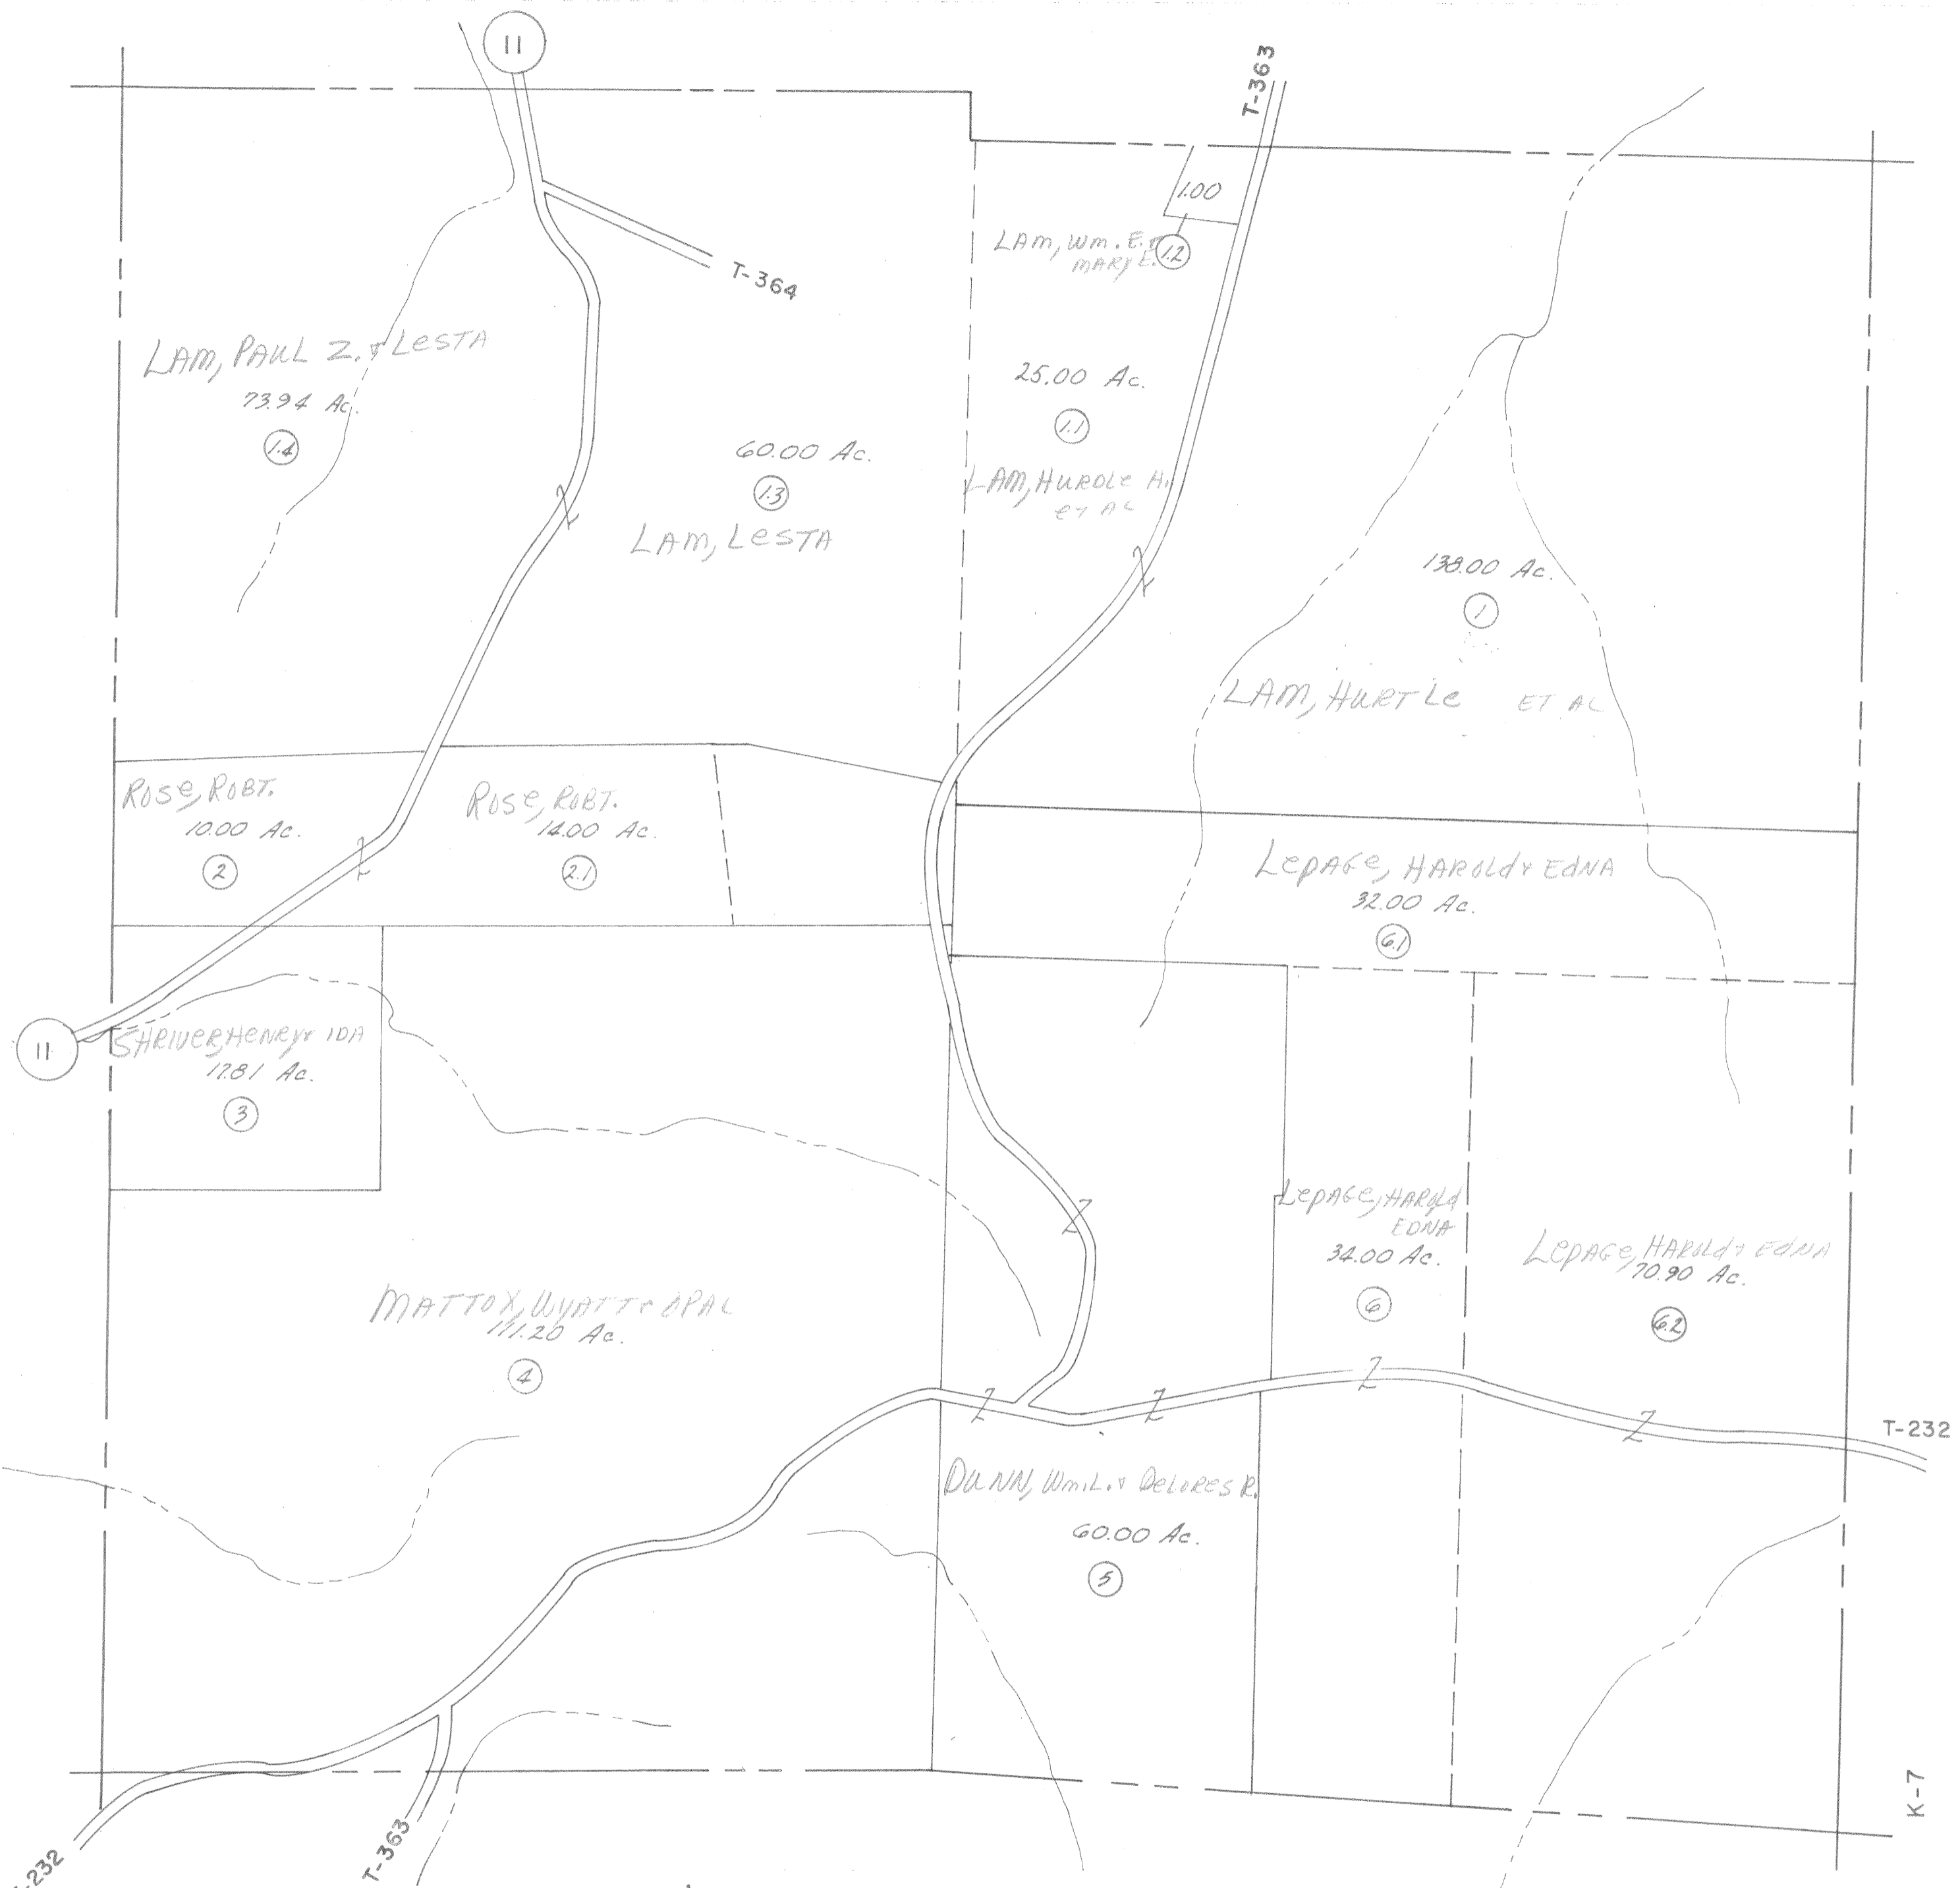 11
T-363
1.00
LAM, Wm. E. &
MARY E.
1.2
T-364
LAM, PAUL Z. & LESTA
73.94 Ac.
1.4
25.00 Ac.
1.1
60.00 Ac.
1.3
LAM, HURDLE H.
ET AL
LAM, LESTA
138.00 Ac.
1
LAM, HURTLE ET AL
ROSE, ROBT.
10.00 Ac.
2
ROSE, ROBT.
14.00 Ac.
2.1
LEPAGE, HAROLD & EDNA
32.00 Ac.
6.1
11
SHRIVER, HENRY & IDA
17.81 Ac.
3
LEPAGE, HAROLD
EDNA
34.00 Ac.
6
LEPAGE, HAROLD & EDNA
70.90 Ac.
6.2
MATTOX, WYATT & OPAL
111.20 Ac.
4
T-232
DUNN, Wm. L. & DELORES R.
60.00 Ac.
5
K-7
T-363
-232